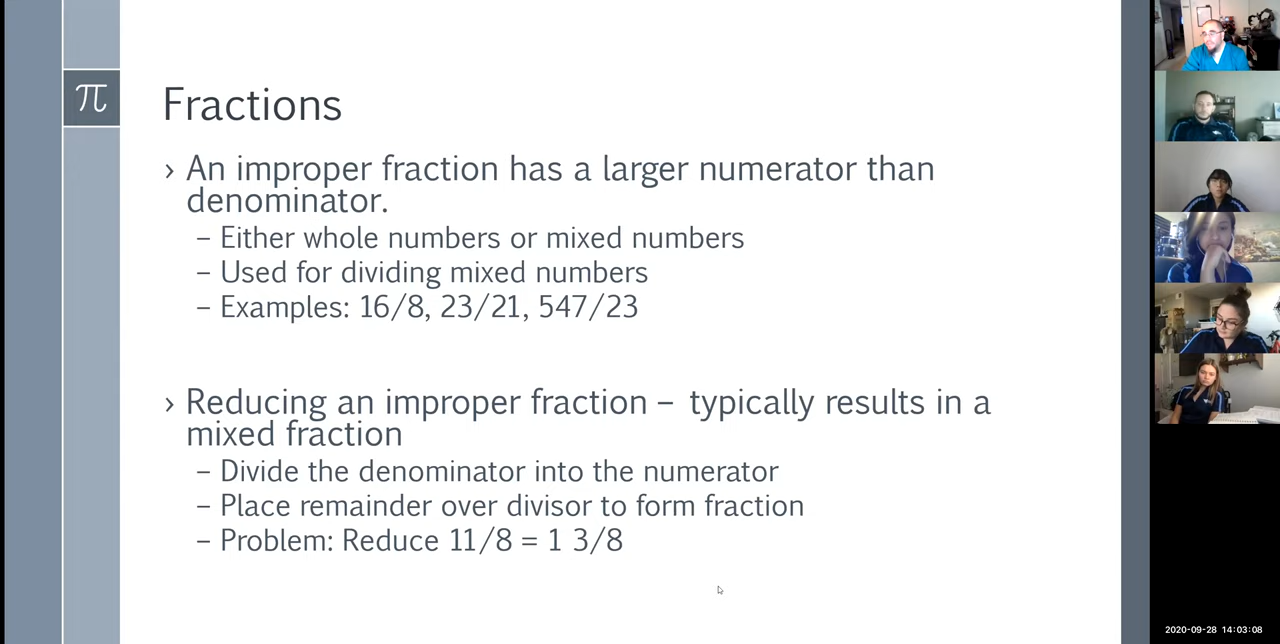 π
Fractions
› An improper fraction has a larger numerator than
denominator.
– Either whole numbers or mixed numbers
– Used for dividing mixed numbers
– Examples: 16/8, 23/21, 547/23
› Reducing an improper fraction – typically results in a
mixed fraction
– Divide the denominator into the numerator
– Place remainder over divisor to form fraction
– Problem: Reduce 11/8 = 1 3/8
2020-09-28 14:03:08